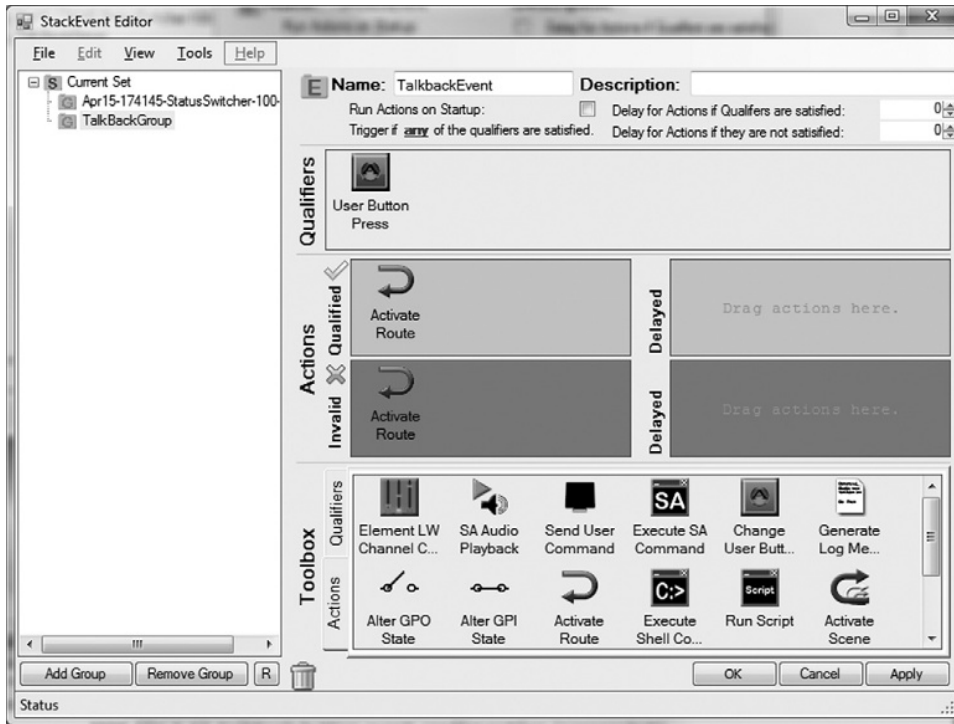 StackEvent Editor
File Edit View Tools Help
S Current Set
G Apr15-174145-StatusSwitcher-100-
G TalkBackGroup
E Name: TalkbackEvent Description:
Run Actions on Startup: Delay for Actions if Qualifers are satisfied: 0
Trigger if any of the qualifiers are satisfied. Delay for Actions if they are not satisfied: 0
Qualifiers
User Button
Press
Actions
Qualified
Activate
Route
Delayed
Drag actions here.
Invalid
Activate
Route
Delayed
Drag actions here.
Toolbox
Qualifiers
Actions
Element LW
Channel C...
SA Audio
Playback
Send User
Command
SA
Execute SA
Command
Change
User Butt...
Generate
Log Me...
Alter GPO
State
Alter GPI
State
Activate
Route
C:>
Execute
Shell Co...
Script
Run Script
Activate
Scene
Add Group Remove Group R
OK Cancel Apply
Status